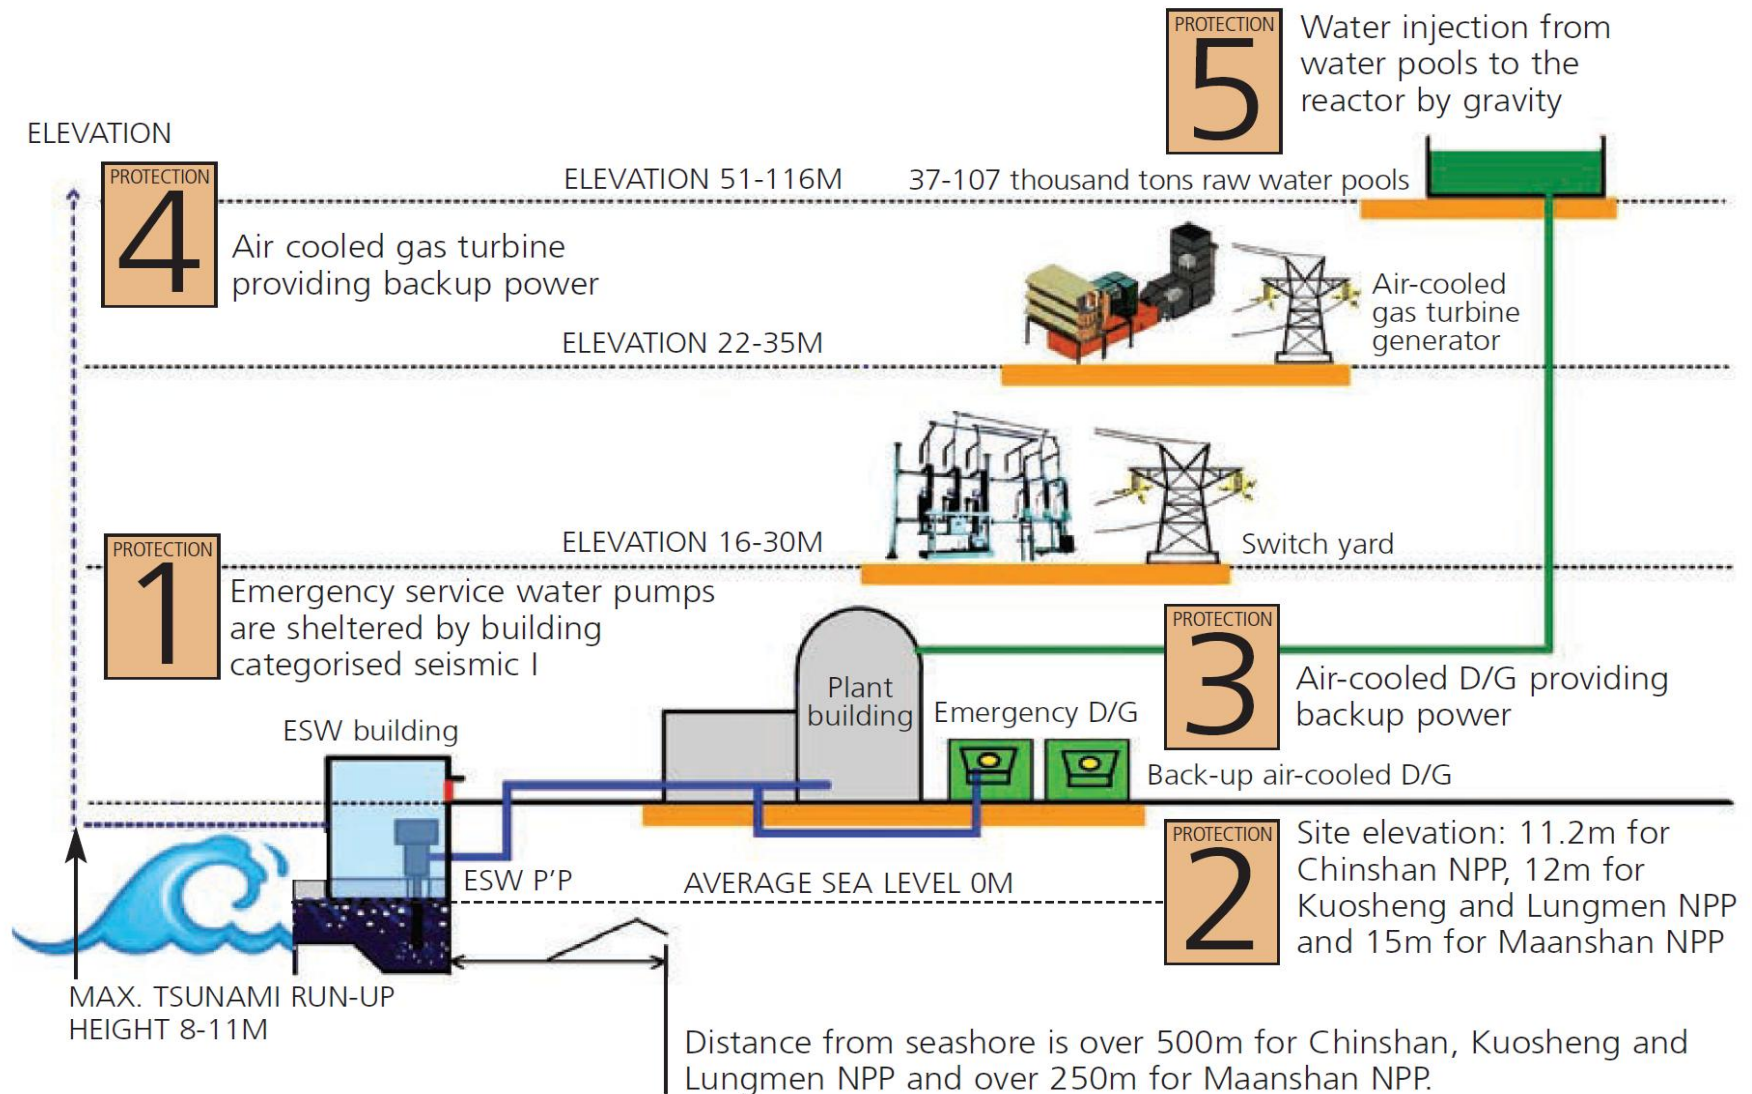 PROTECTION
5
Water injection from
water pools to the
reactor by gravity
ELEVATION
PROTECTION
4
ELEVATION 51-116M
37-107 thousand tons raw water pools
Air cooled gas turbine
providing backup power
Air-cooled
gas turbine
generator
ELEVATION 22-35M
ELEVATION 16-30M
Switch yard
PROTECTION
1
Emergency service water pumps
are sheltered by building
categorised seismic I
PROTECTION
3
Air-cooled D/G providing
backup power
Plant
building
Emergency D/G
ESW building
Back-up air-cooled D/G
PROTECTION
2
Site elevation: 11.2m for
Chinshan NPP, 12m for
Kuosheng and Lungmen NPP
and 15m for Maanshan NPP
ESW P'P
AVERAGE SEA LEVEL 0M
MAX. TSUNAMI RUN-UP
HEIGHT 8-11M
Distance from seashore is over 500m for Chinshan, Kuosheng and
Lungmen NPP and over 250m for Maanshan NPP.